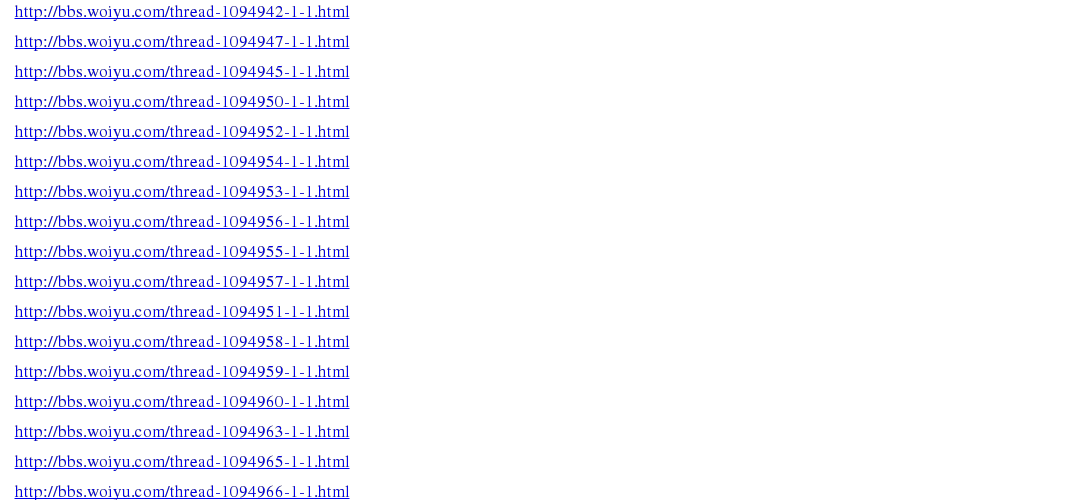 http://bbs.woiyu.com/thread-1094942-1-1.html
http://bbs.woiyu.com/thread-1094947-1-1.html
http://bbs.woiyu.com/thread-1094945-1-1.html
http://bbs.woiyu.com/thread-1094950-1-1.html
http://bbs.woiyu.com/thread-1094952-1-1.html
http://bbs.woiyu.com/thread-1094954-1-1.html
http://bbs.woiyu.com/thread-1094953-1-1.html
http://bbs.woiyu.com/thread-1094956-1-1.html
http://bbs.woiyu.com/thread-1094955-1-1.html
http://bbs.woiyu.com/thread-1094957-1-1.html
http://bbs.woiyu.com/thread-1094951-1-1.html
http://bbs.woiyu.com/thread-1094958-1-1.html
http://bbs.woiyu.com/thread-1094959-1-1.html
http://bbs.woiyu.com/thread-1094960-1-1.html
http://bbs.woiyu.com/thread-1094963-1-1.html
http://bbs.woiyu.com/thread-1094965-1-1.html
http://bbs.woiyu.com/thread-1094966-1-1.html